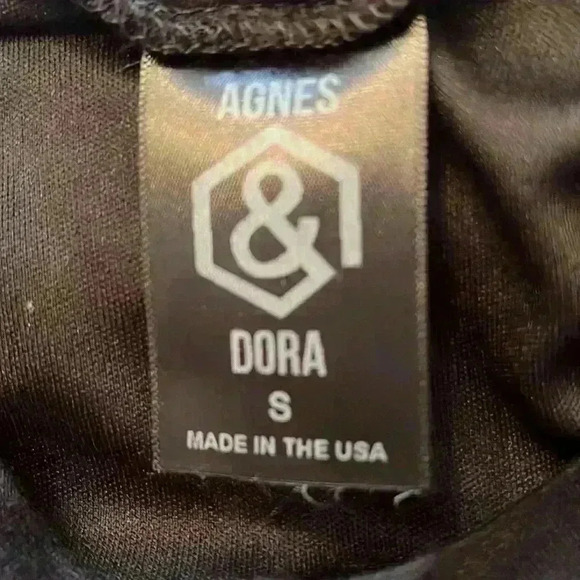 AGNES
&
DORA
S
MADE IN THE USA